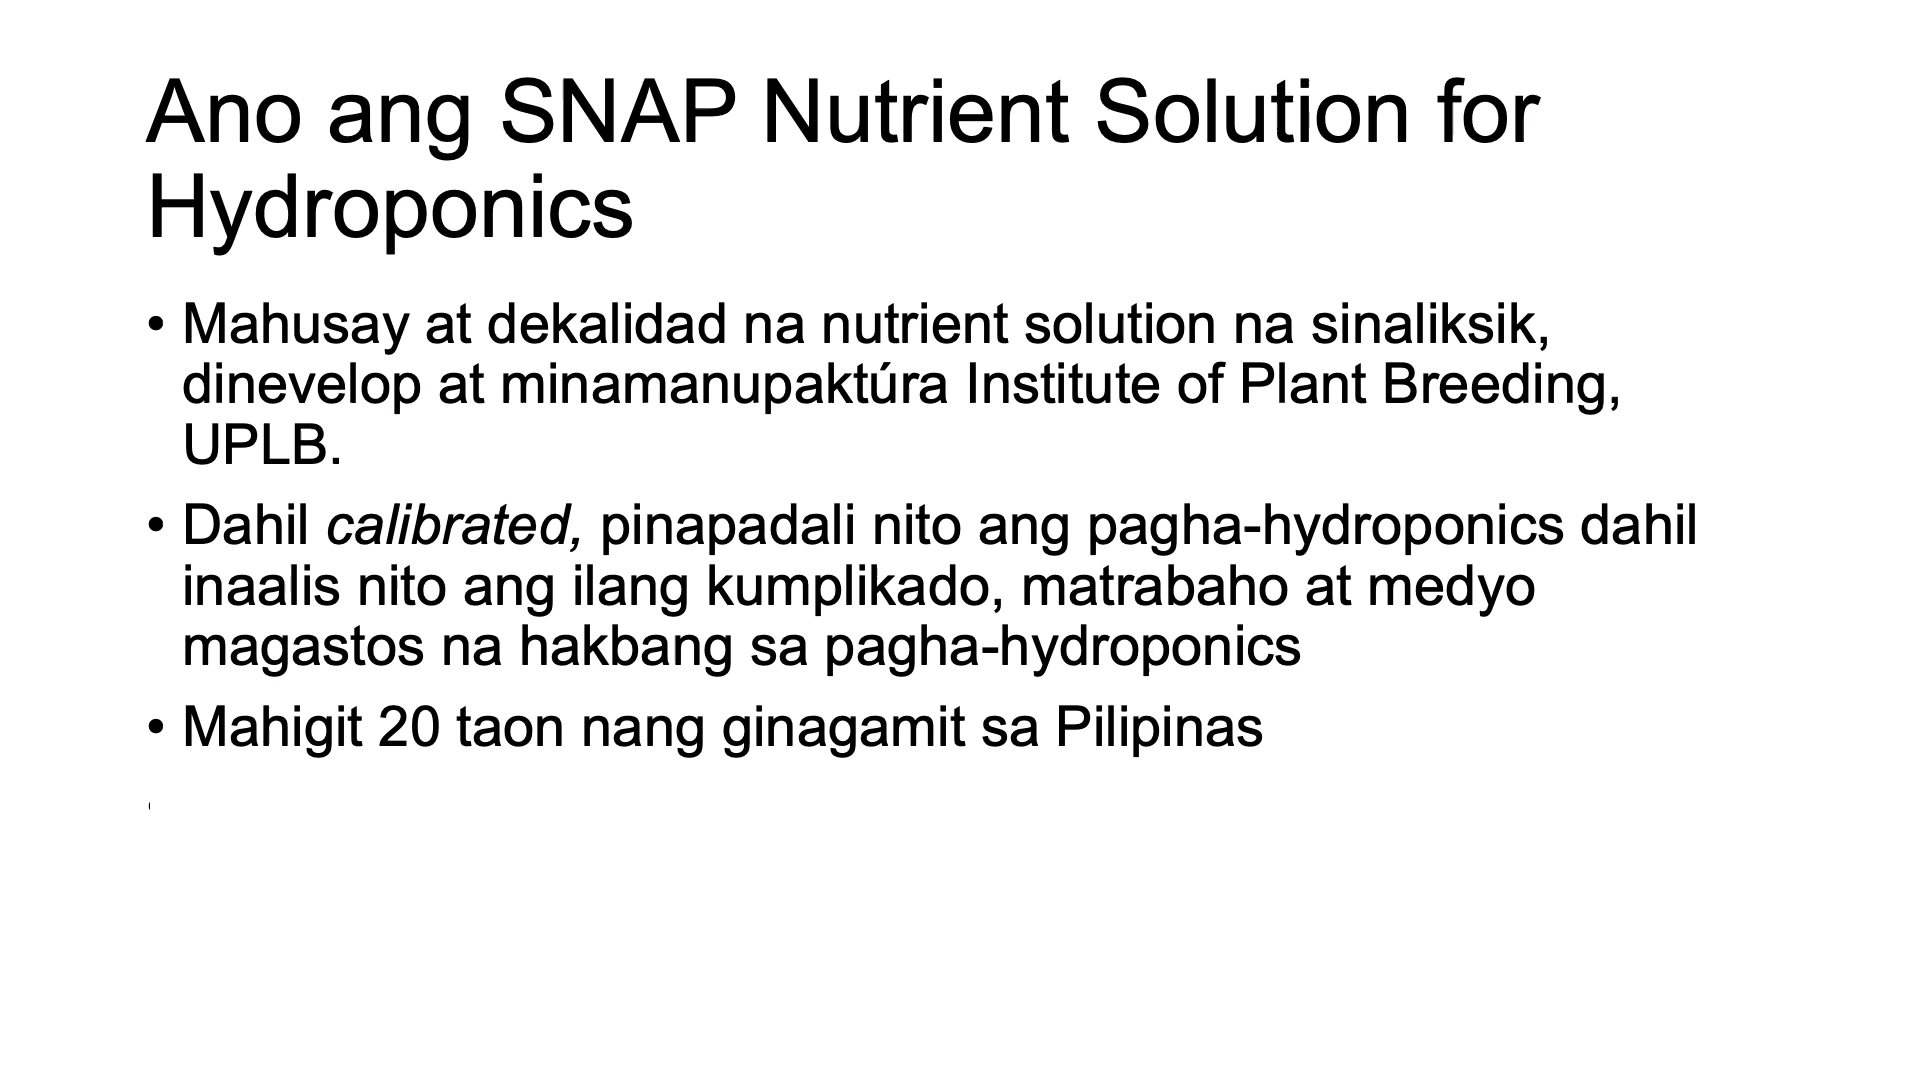 Ano ang SNAP Nutrient Solution for
Hydroponics
• Mahusay at dekalidad na nutrient solution na sinaliksik,
dinevelop at minamanupaktúra Institute of Plant Breeding,
UPLB.
• Dahil calibrated, pinapadali nito ang pagha-hydroponics dahil
inaalis nito ang ilang kumplikado, matrabaho at medyo
magastos na hakbang sa pagha-hydroponics
• Mahigit 20 taon nang ginagamit sa Pilipinas